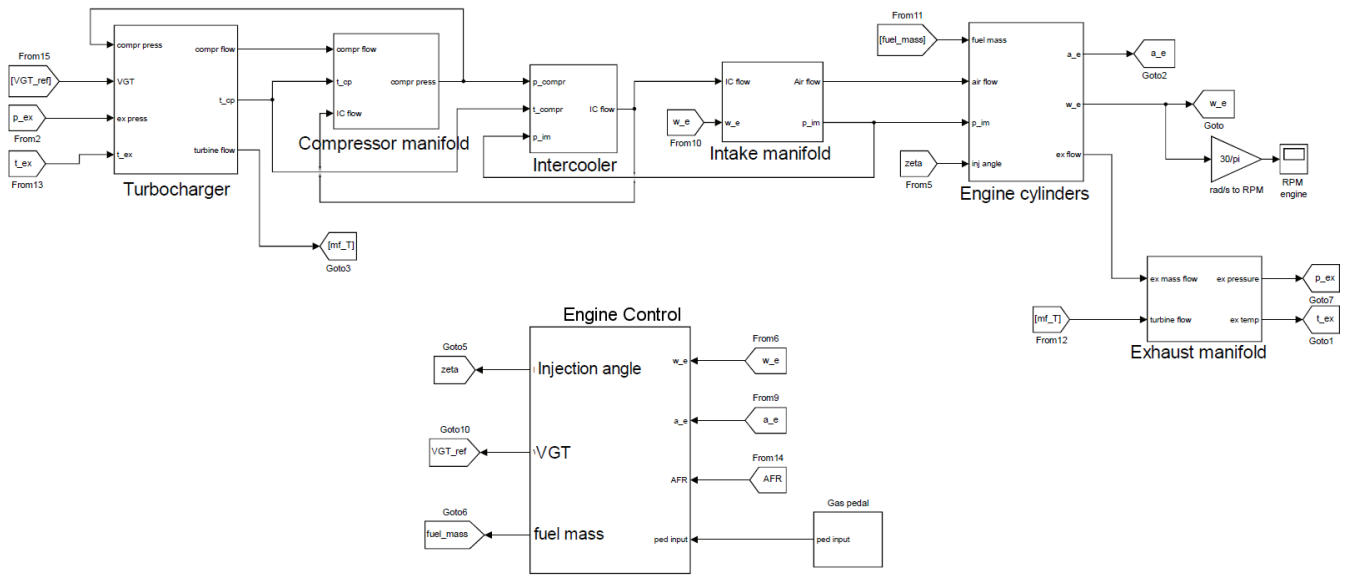 From15
[VGT_ref]
p_ex
From2
t_ex
From13
compr press
VGT
ex press
t_ex
compr flow
t_cp
turbine flow
Turbocharger
[mf_T]
Goto3
compr flow
t_cp
IC flow
compr press
Compressor manifold
p_compr
t_compr
p_im
IC flow
Intercooler
w_e
From10
IC flow
w_e
Air flow
p_im
Intake manifold
From11
[fuel_mass]
zeta
From5
fuel mass
air flow
p_im
inj angle
a_e
w_e
ex flow
Engine cylinders
a_e
Goto2
w_e
Goto
30/pi
rad/s to RPM
RPM
engine
[mf_T]
From12
ex mass flow
turbine flow
ex pressure
ex temp
Exhaust manifold
p_ex
Goto7
t_ex
Goto1
Engine Control
Goto5
zeta
Injection angle
Goto10
VGT_ref
VGT
Goto6
fuel_mass
fuel mass
w_e
a_e
AFR
ped input
From6
w_e
From9
a_e
From14
AFR
Gas pedal
ped input